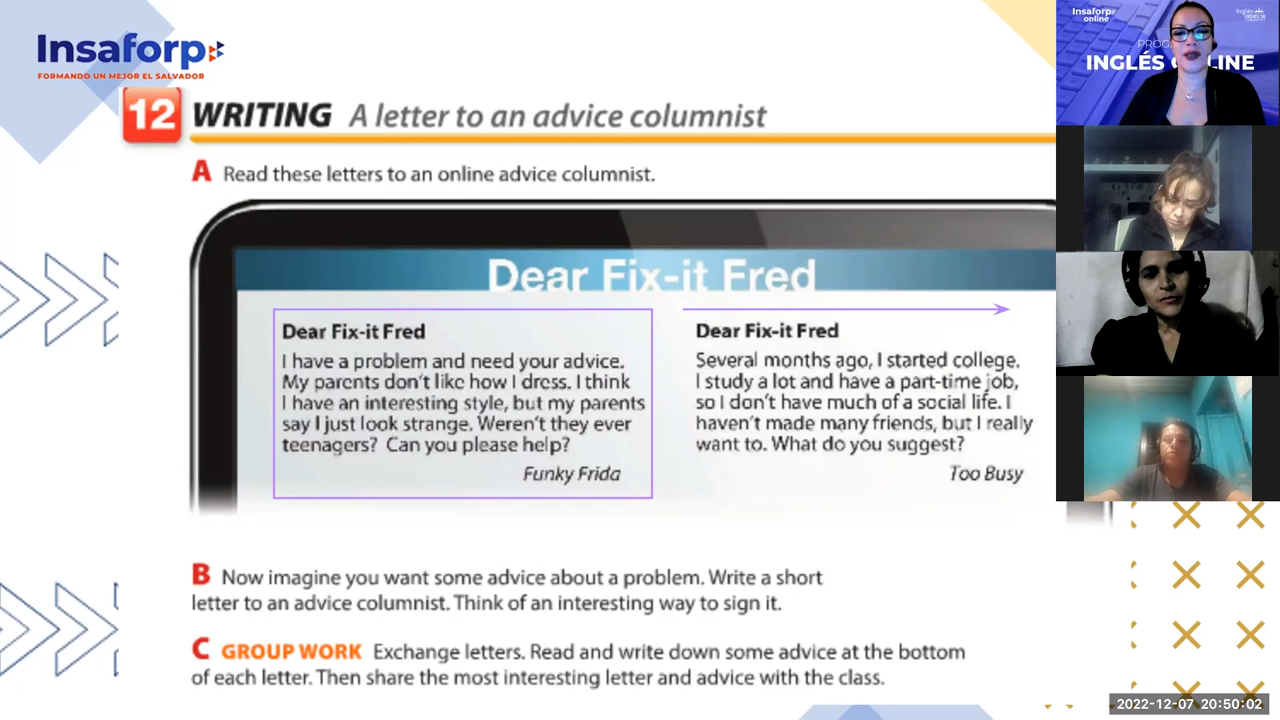 Insaforp
FORMANDO UN MEJOR EL SALVADOR
12 WRITING A letter to an advice columnist
A Read these letters to an online advice columnist.
Dear Fix-it Fred
Dear Fix-it Fred
I have a problem and need your advice.
My parents don't like how I dress. I think
I have an interesting style, but my parents
say I just look strange. Weren't they ever
teenagers? Can you please help?
Funky Frida
Dear Fix-it Fred
Several months ago, I started college.
I study a lot and have a part-time job,
so I don't have much of a social life. I
haven't made many friends, but I really
want to. What do you suggest?
Too Busy
B Now imagine you want some advice about a problem. Write a short
letter to an advice columnist. Think of an interesting way to sign it.
C GROUP WORK Exchange letters. Read and write down some advice at the bottom
of each letter. Then share the most interesting letter and advice with the class.
Insaforp
online
Inglés
INGLÉS
2022-12-07 20:50:02